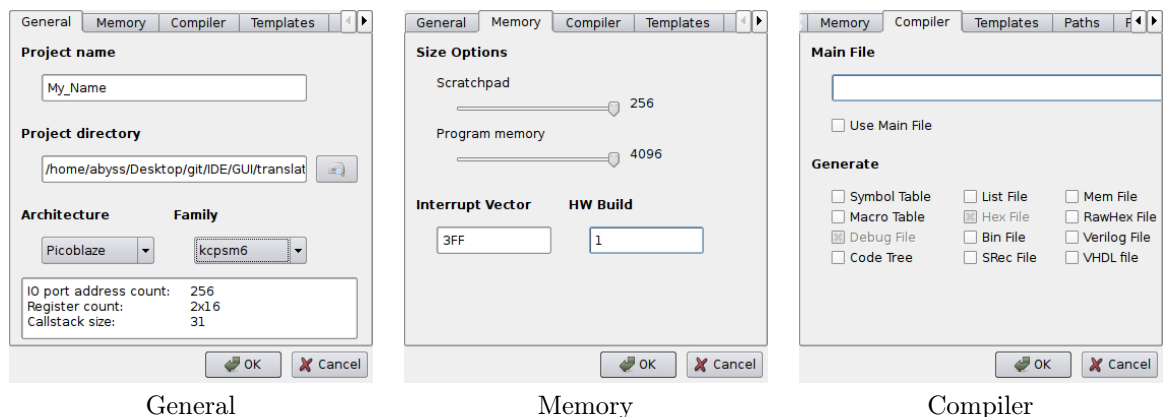 General Memory Compiler Templates
Project name
My_Name
Project directory
/home/abyss/Desktop/git/IDE/GUI/translat
Architecture Family
Picoblaze kcpsm6
IO port address count: 256
Register count: 2x16
Callstack size: 31
OK Cancel
General
General Memory Compiler Templates
Size Options
Scratchpad
256
Program memory
4096
Interrupt Vector HW Build
3FF 1
OK Cancel
Memory
Memory Compiler Templates Paths
Main File
Use Main File
Generate
Symbol Table List File Mem File
Macro Table Hex File RawHex File
Debug File Bin File Verilog File
Code Tree SRec File VHDL file
OK Cancel
Compiler